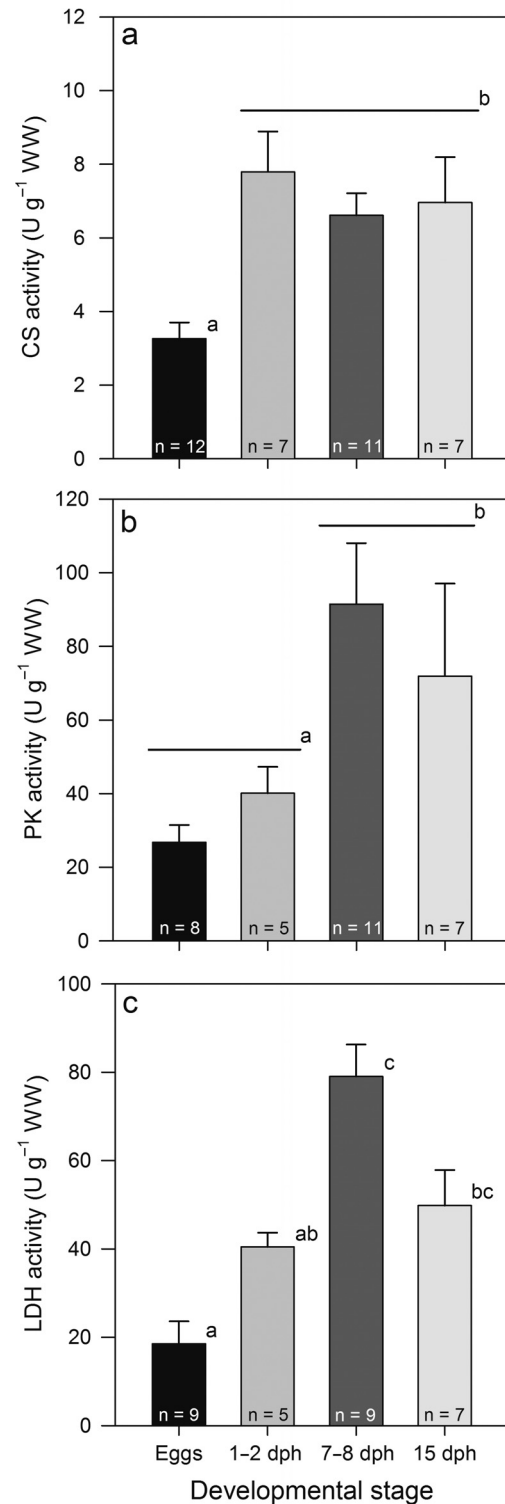 a
12
10
8
6
4
2
0
CS activity (U g⁻¹ WW)
b
a
n = 12
n = 7
n = 11
n = 7
b
120
100
80
60
40
20
0
PK activity (U g⁻¹ WW)
b
a
n = 8
n = 5
n = 11
n = 7
c
100
80
60
40
20
0
LDH activity (U g⁻¹ WW)
c
bc
ab
a
n = 9
n = 5
n = 9
n = 7
Eggs 1–2 dph 7–8 dph 15 dph
Developmental stage